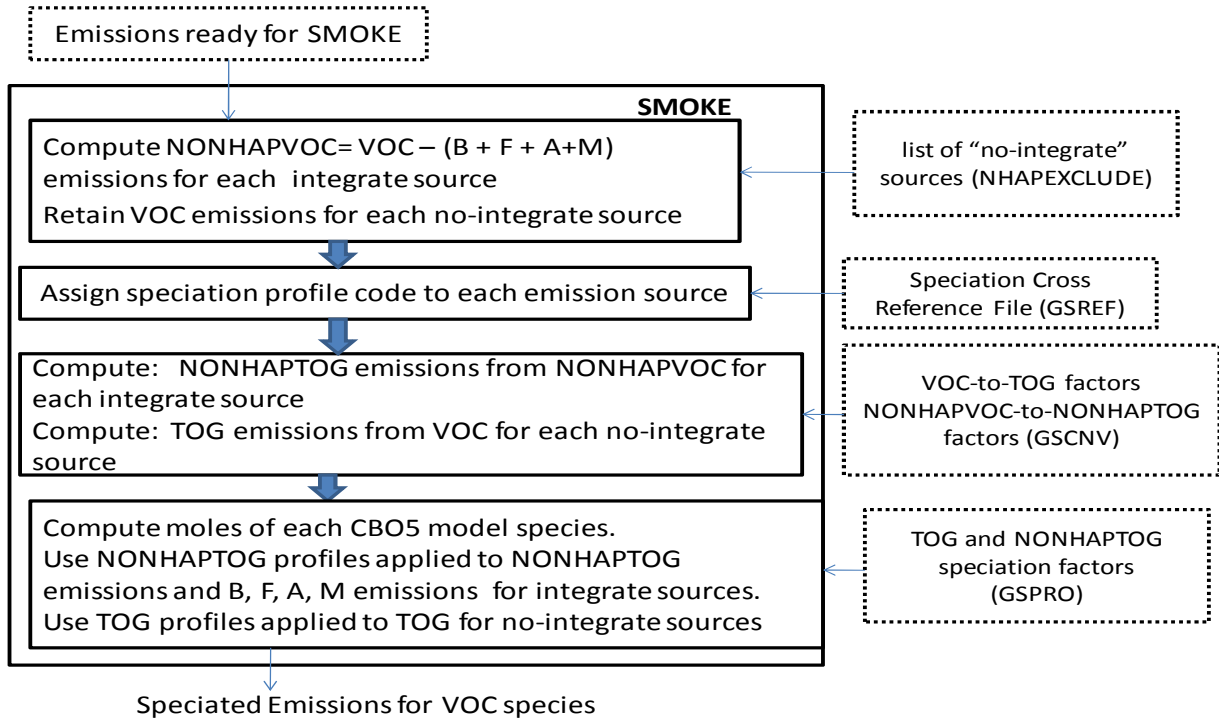 Emissions ready for SMOKE
SMOKE
Compute NONHAPVOC= VOC – (B + F + A+M)
emissions for each integrate source
Retain VOC emissions for each no-integrate source
list of “no-integrate”
sources (NHAPEXCLUDE)
Assign speciation profile code to each emission source
Speciation Cross
Reference File (GSREF)
Compute: NONHAPTOG emissions from NONHAPVOC for
each integrate source
Compute: TOG emissions from VOC for each no-integrate
source
VOC-to-TOG factors
NONHAPVOC-to-NONHAPTOG
factors (GSCNV)
Compute moles of each CBO5 model species.
Use NONHAPTOG profiles applied to NONHAPTOG
emissions and B, F, A, M emissions for integrate sources.
Use TOG profiles applied to TOG for no-integrate sources
TOG and NONHAPTOG
speciation factors
(GSPRO)
Speciated Emissions for VOC species